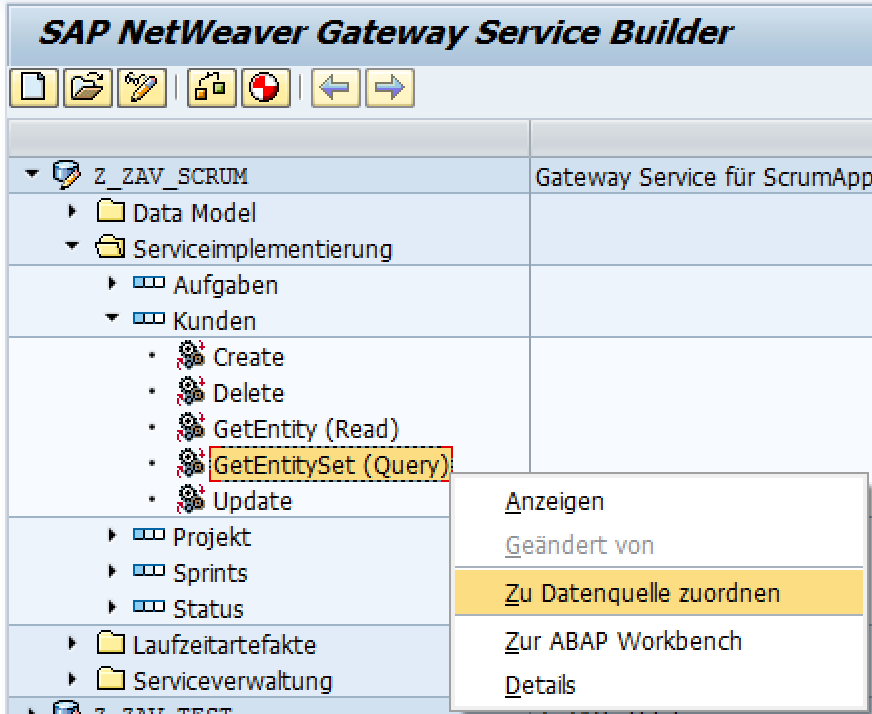 SAP NetWeaver Gateway Service Builder
Z_ZAV_SCRUM
Gateway Service für ScrumApp
Data Model
Serviceimplementierung
Aufgaben
Kunden
Create
Delete
GetEntity (Read)
GetEntitySet (Query)
Update
Anzeigen
Geändert von
Zu Datenquelle zuordnen
Zur ABAP Workbench
Details
Projekt
Sprints
Status
Laufzeitartefakte
Serviceverwaltung
Z_ZAV_TEST